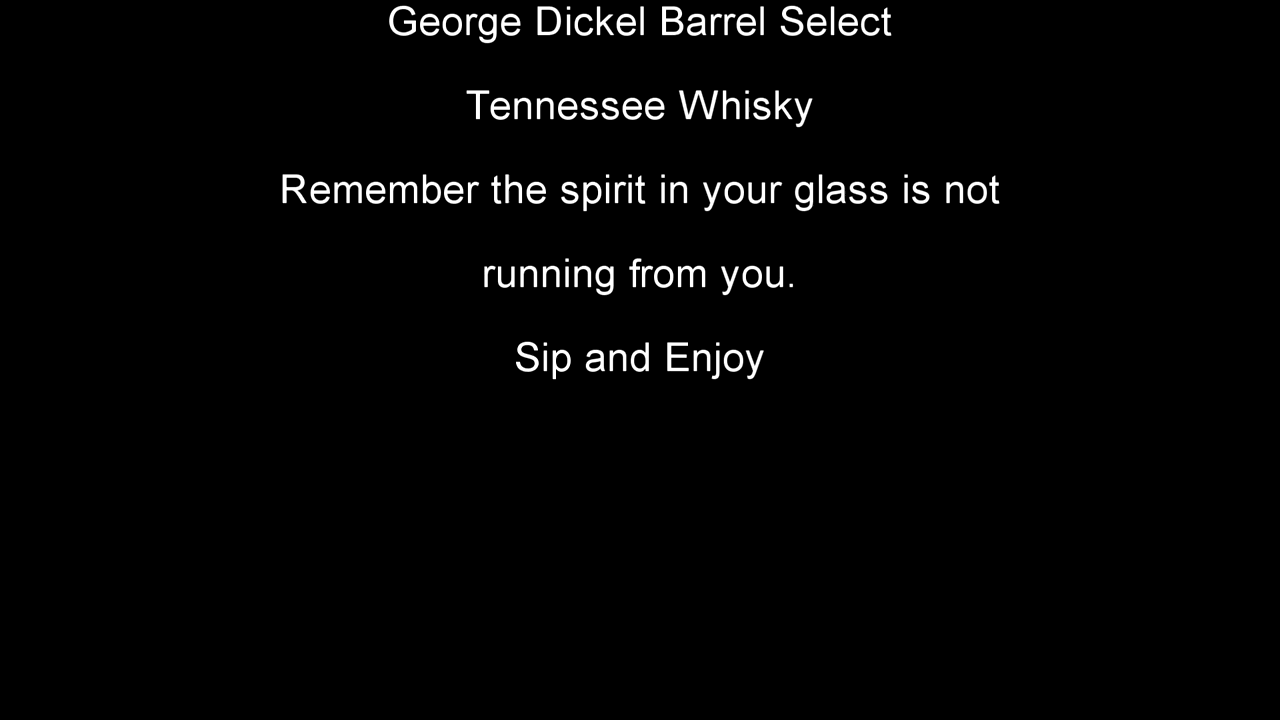 George Dickel Barrel Select
Tennessee Whisky
Remember the spirit in your glass is not
running from you.
Sip and Enjoy